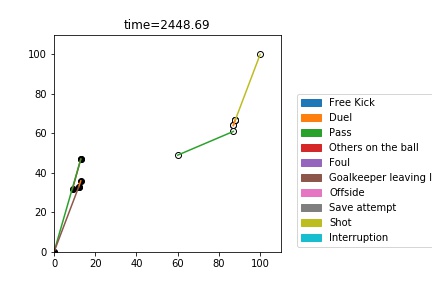 time=2448.69
100
80
60
40
20
0
0 20 40 60 80 100
Free Kick
Duel
Pass
Others on the ball
Foul
Goalkeeper leaving
Offside
Save attempt
Shot
Interruption